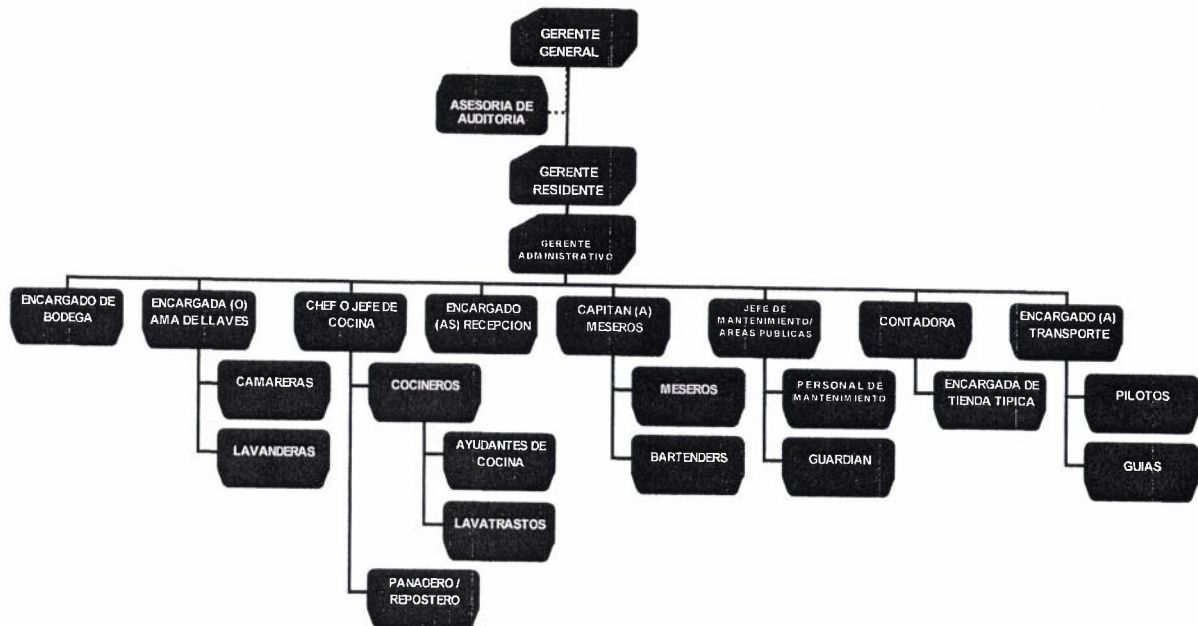 GERENTE
GENERAL
ASESORIA DE
AUDITORIA
GERENTE
RESIDENTE
GERENTE
ADMINISTRATIVO
ENCARGADO DE
BODEGA
ENCARGADA (O)
AMA DE LLAVES
CHEF O JEFE DE
COCINA
ENCARGADO
(AS) RECEPCION
CAPITAN (A)
MESEROS
JEFE DE
MANTENIMIENTO/
AREAS PUBLICAS
CONTADORA
ENCARGADO (A)
TRANSPORTE
CAMARERAS
LAVANDERAS
COCINEROS
AYUDANTES DE
COCINA
LAVATRASTOS
PANADERO /
REPOSTERO
MESEROS
BARTENDERS
PERSONAL DE
MANTENIMIENTO
GUARDIAN
ENCARGADA DE
TIENDA TIPICA
PILOTOS
GUIAS